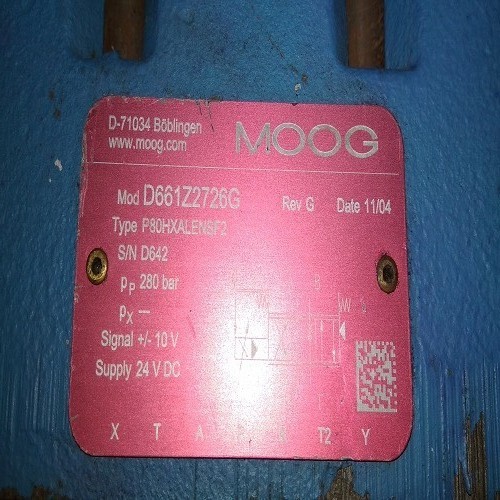 D-71034 Böblingen
www.moog.com
MOOG
Mod D661Z2726G Rev G Date 11/04
Type P80HXALENSF2
S/N D642
pP 280 bar
pX ---
Signal +/- 10 V
Supply 24 V DC
X T A T2 Y